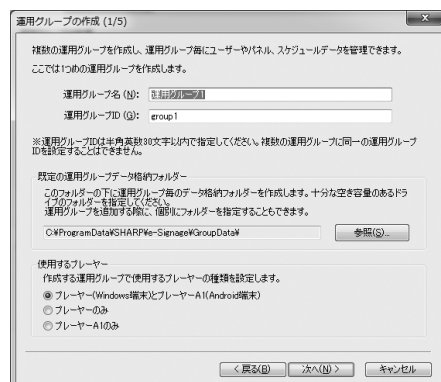 運用グループの作成 (1/5)
複数の運用グループを作成し、運用グループ毎にユーザーやパネル、スケジュールデータを管理できます。
ここでは1つめの運用グループを作成します。
運用グループ名 (N): 運用グループ1
運用グループID (G): group1
※運用グループIDは半角英数30文字以内で指定してください。複数の運用グループに同一の運用グループ
IDを設定することはできません。
既定の運用グループデータ格納フォルダー
このフォルダーの下に運用グループ毎のデータ格納フォルダーを作成します。十分な空き容量のあるドラ
イブのフォルダーを指定してください。
運用グループを追加する際に、個別にフォルダーを指定することもできます。
C:¥ProgramData¥SHARP¥e-Signage¥GroupData¥ 参照(S)...
使用するプレーヤー
作成する運用グループで使用するプレーヤーの種類を設定します。
プレーヤー(Windows端末)とプレーヤーA1(Android端末)
プレーヤーのみ
プレーヤーA1のみ
< 戻る(B) 次へ(N) > キャンセル